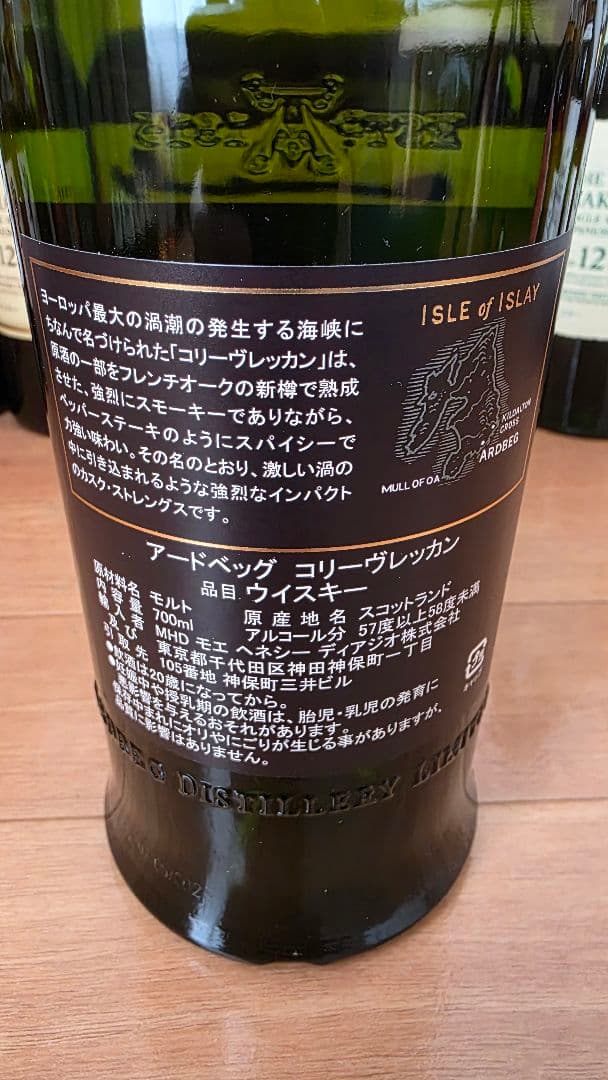 ヨーロッパ最大の渦潮の発生する海峡に
ちなんで名づけられた「コリーヴレッカン」は、
原酒の一部をフレンチオークの新樽で熟成
させた、強烈にスモーキーでありながら、
ペッパーステーキのようにスパイシーで
力強い味わい。その名のとおり、激しい渦の
中に引き込まれるような強烈なインパクト
のカスク・ストレングスです。
ISLE of ISLAY
KILDALTON
CROSS
ARDBEG
MULL OF OA
アードベッグ コリーヴレッカン
品目 ウイスキー
原材料名 モルト 原産地名 スコットランド
内容量 700ml アルコール分 57度以上58度未満
輸入者 MHD モエ ヘネシー ディアジオ株式会社
及び 東京都千代田区神田神保町一丁目
引取先 105番地 神保町三井ビル
●飲酒は20歳になってから。
●妊娠中や授乳期の飲酒は、胎児・乳児の発育に
悪影響を与えるおそれがあります。
保存中まれにオリやにごりが生じる事がありますが、
品質に影響はありません。
DISTILLERY
12
12